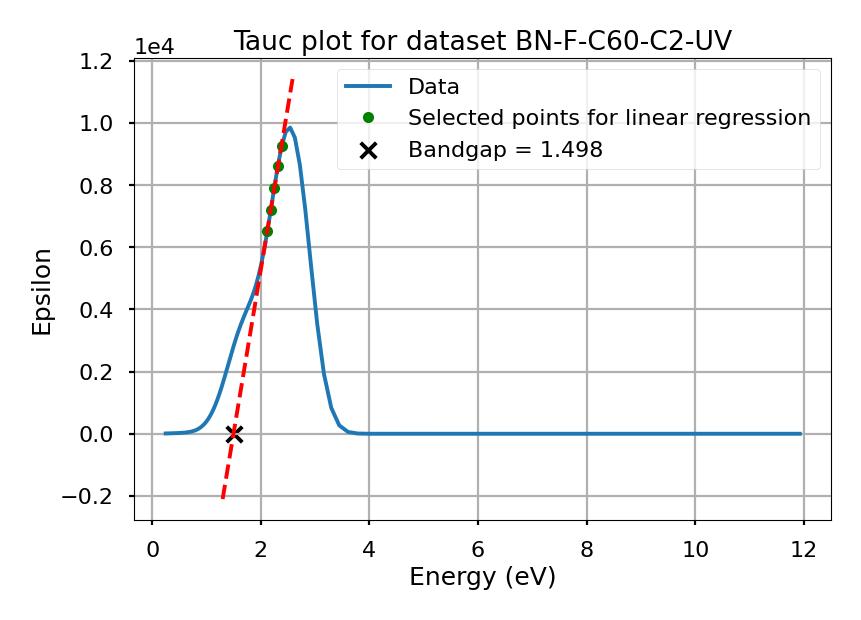 Tauc plot for dataset BN-F-C60-C2-UV
1e4
1.2
1.0
0.8
0.6
0.4
0.2
0.0
−0.2
Epsilon
Data
Selected points for linear regression
Bandgap = 1.498
0 2 4 6 8 10 12
Energy (eV)